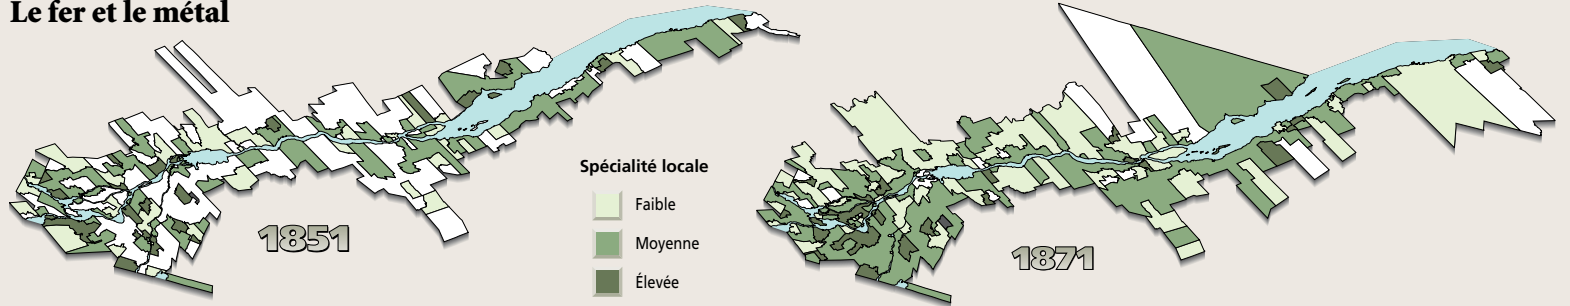 Le fer et le métal
Spécialité locale
Faible
Moyenne
Élevée
1851
1871